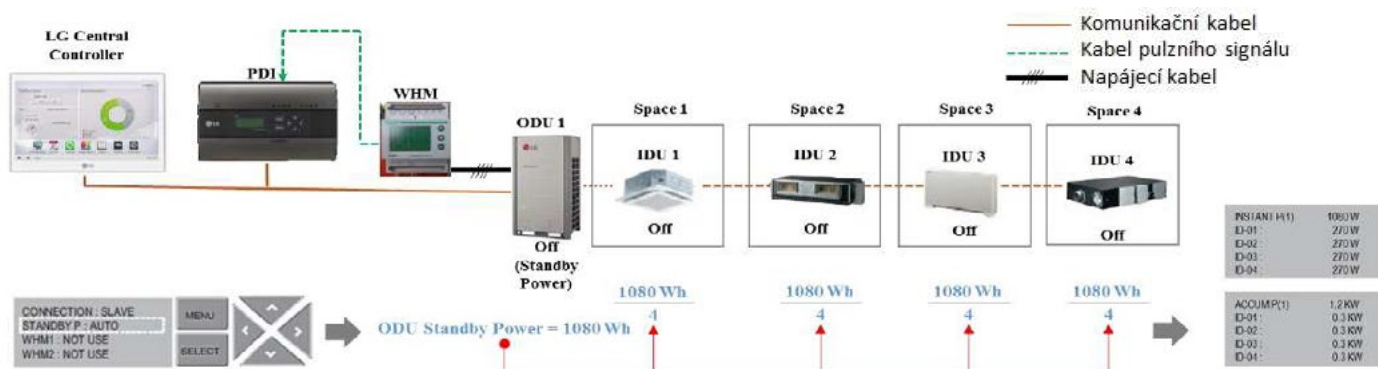 Komunikační kabel
Kabel pulzního signálu
Napájecí kabel
LG Central
Controller
PDI
WHM
ODU 1
Off
(Standby
Power)
Space 1
IDU 1
Off
Space 2
IDU 2
Off
Space 3
IDU 3
Off
Space 4
IDU 4
Off
CONNECTION : SLAVE
STANDBY P : AUTO
WHM1 : NOT USE
WHM2 : NOT USE
MENU
SELECT
ODU Standby Power = 1080 Wh
1080 Wh
4
1080 Wh
4
1080 Wh
4
1080 Wh
4
INSTANT P(1) 1080 W
ID-01 : 270 W
ID-02 : 270 W
ID-03 : 270 W
ID-04 : 270 W
ACCUM P(1) 1.2 KW
ID-01 : 0.3 KW
ID-02 : 0.3 KW
ID-03 : 0.3 KW
ID-04 : 0.3 KW